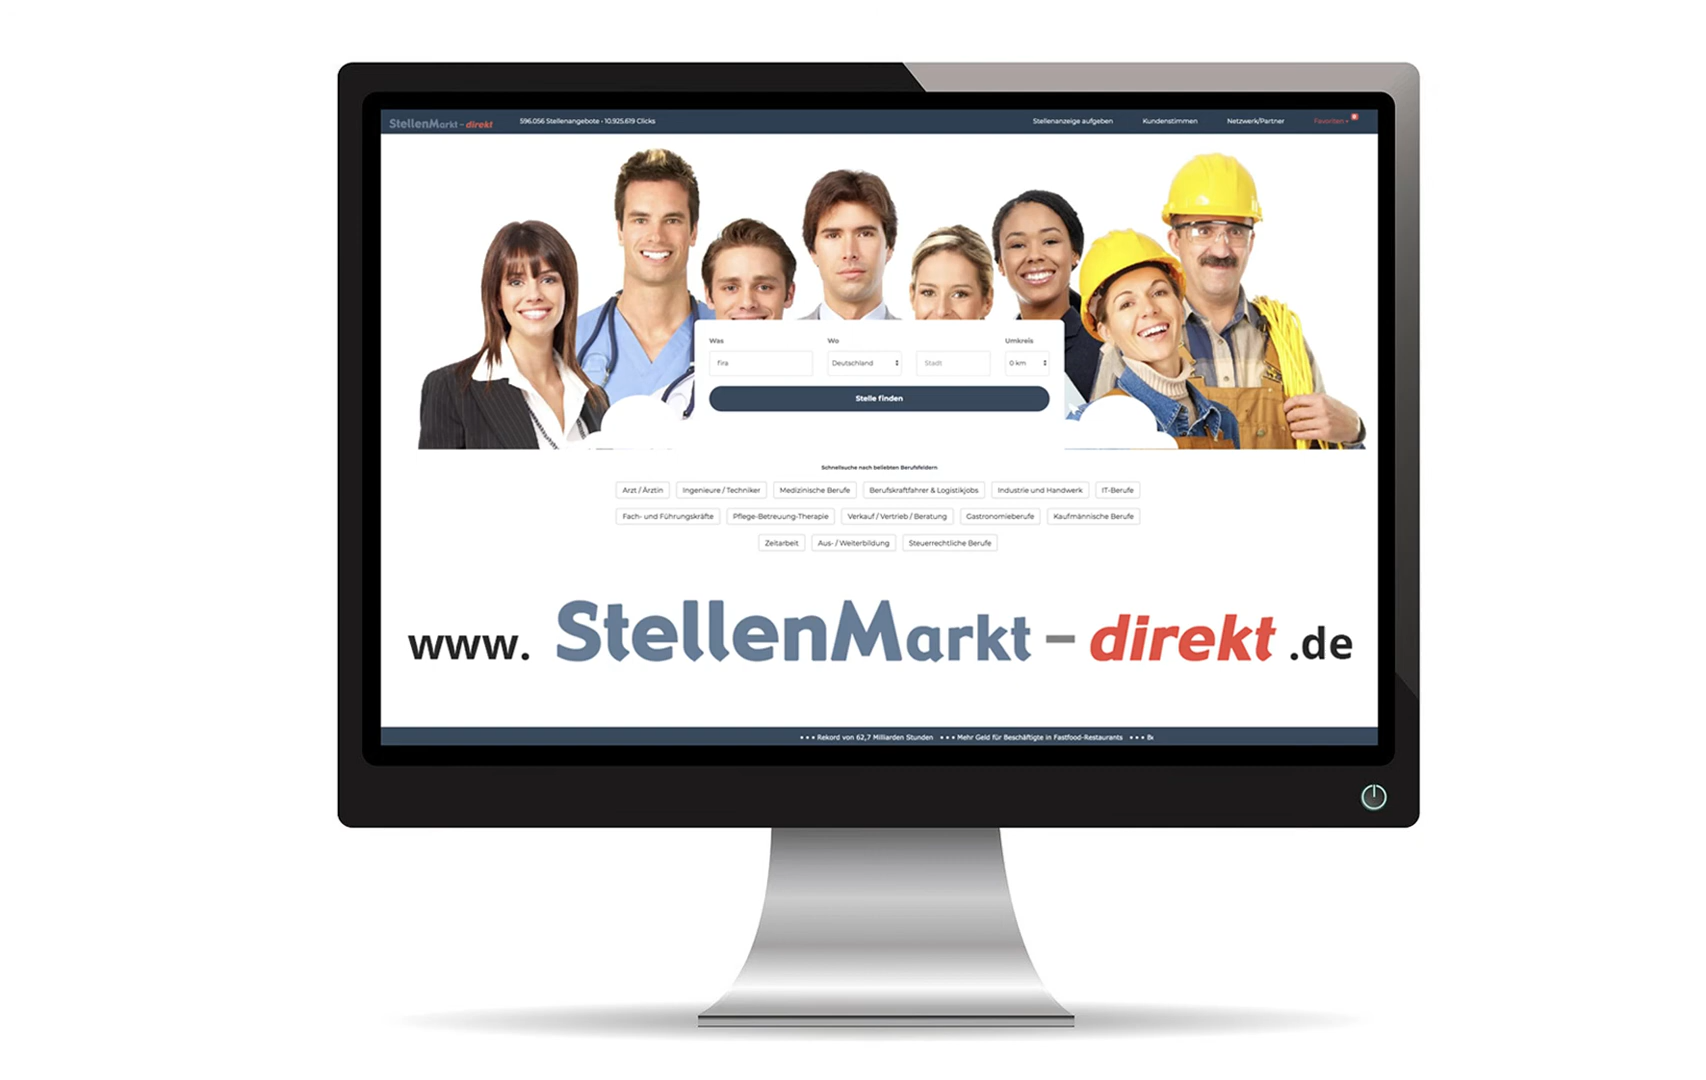 StellenMarkt - direkt 596.056 Stellenangebote - 10.925.619 Clicks Stellenanzeige aufgeben Kundenstimmen Netzwerk/Partner Favoriten
Was Wo Umkreis
fira Deutschland Stadt 0 km
Stelle finden
Schnellsuche nach beliebten Berufsfeldern
Arzt / Ärztin Ingenieure / Techniker Medizinische Berufe Berufskraftfahrer & Logistikjobs Industrie und Handwerk IT-Berufe
Fach- und Führungskräfte Pflege-Betreuung-Therapie Verkauf / Vertrieb / Beratung Gastronomieberufe Kaufmännische Berufe
Zeitarbeit Aus- / Weiterbildung Steuerrechtliche Berufe
www. StellenMarkt - direkt .de
• • • Rekord von 62,7 Milliarden Stunden • • • Mehr Geld für Beschäftigte in Fastfood-Restaurants • • •